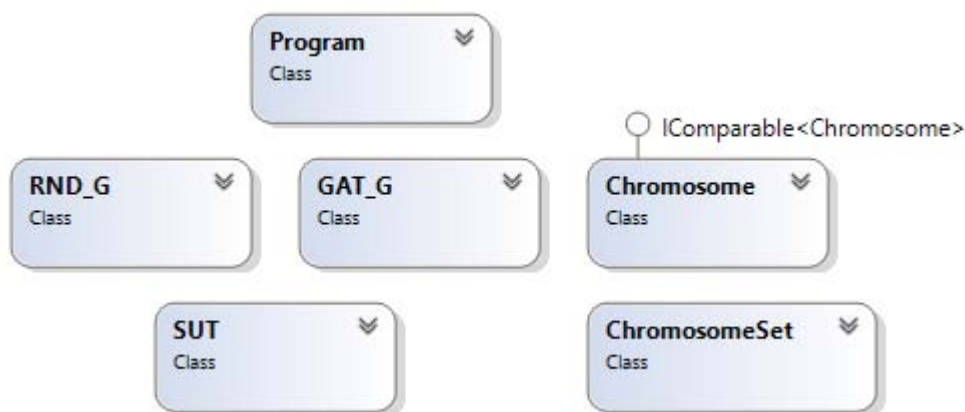 Program
Class
IComparable<Chromosome>
RND_G
Class
GAT_G
Class
Chromosome
Class
SUT
Class
ChromosomeSet
Class